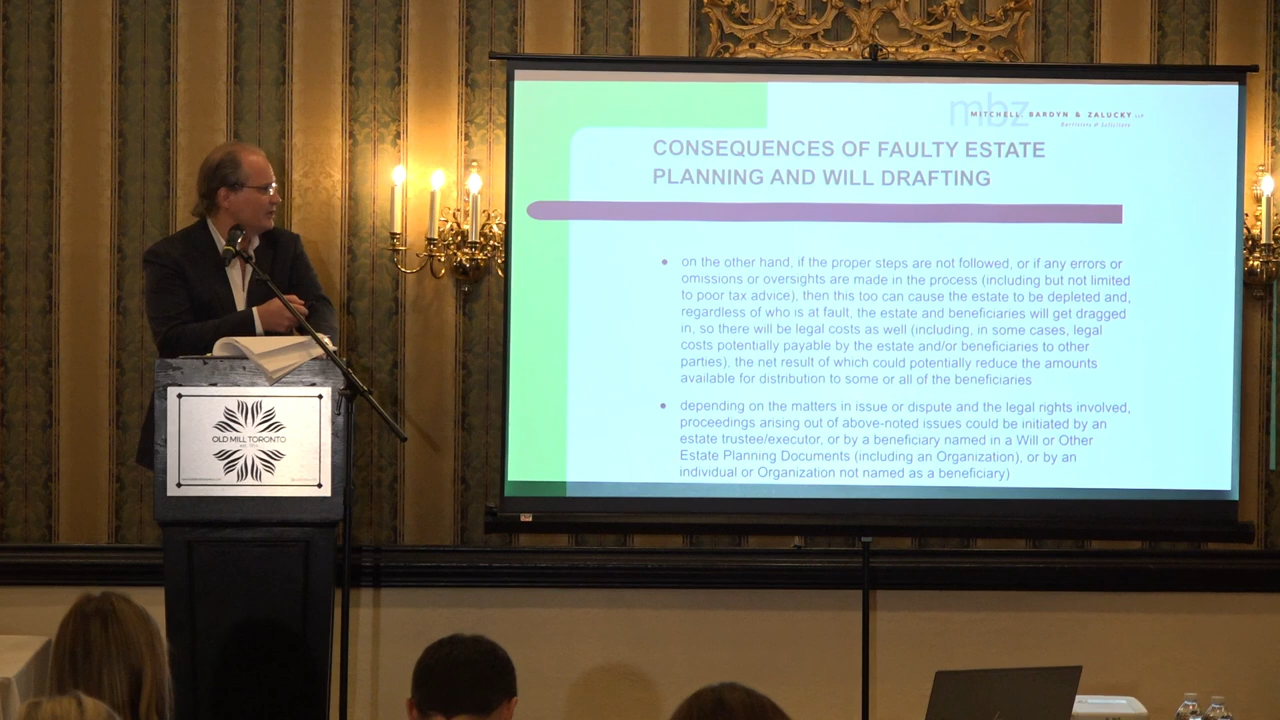 mbz
MITCHELL, BARDYN & ZALUCKY LLP
Barristers & Solicitors
CONSEQUENCES OF FAULTY ESTATE
PLANNING AND WILL DRAFTING
• on the other hand, if the proper steps are not followed, or if any errors or
omissions or oversights are made in the process (including but not limited
to poor tax advice), then this too can cause the estate to be depleted and,
regardless of who is at fault, the estate and beneficiaries will get dragged
in, so there will be legal costs as well (including, in some cases, legal
costs potentially payable by the estate and/or beneficiaries to other
parties), the net result of which could potentially reduce the amounts
available for distribution to some or all of the beneficiaries
• depending on the matters in issue or dispute and the legal rights involved,
proceedings arising out of above-noted issues could be initiated by an
estate trustee/executor, or by a beneficiary named in a Will or Other
Estate Planning Documents (including an Organization), or by an
individual or Organization not named as a beneficiary)
OLD MILL TORONTO